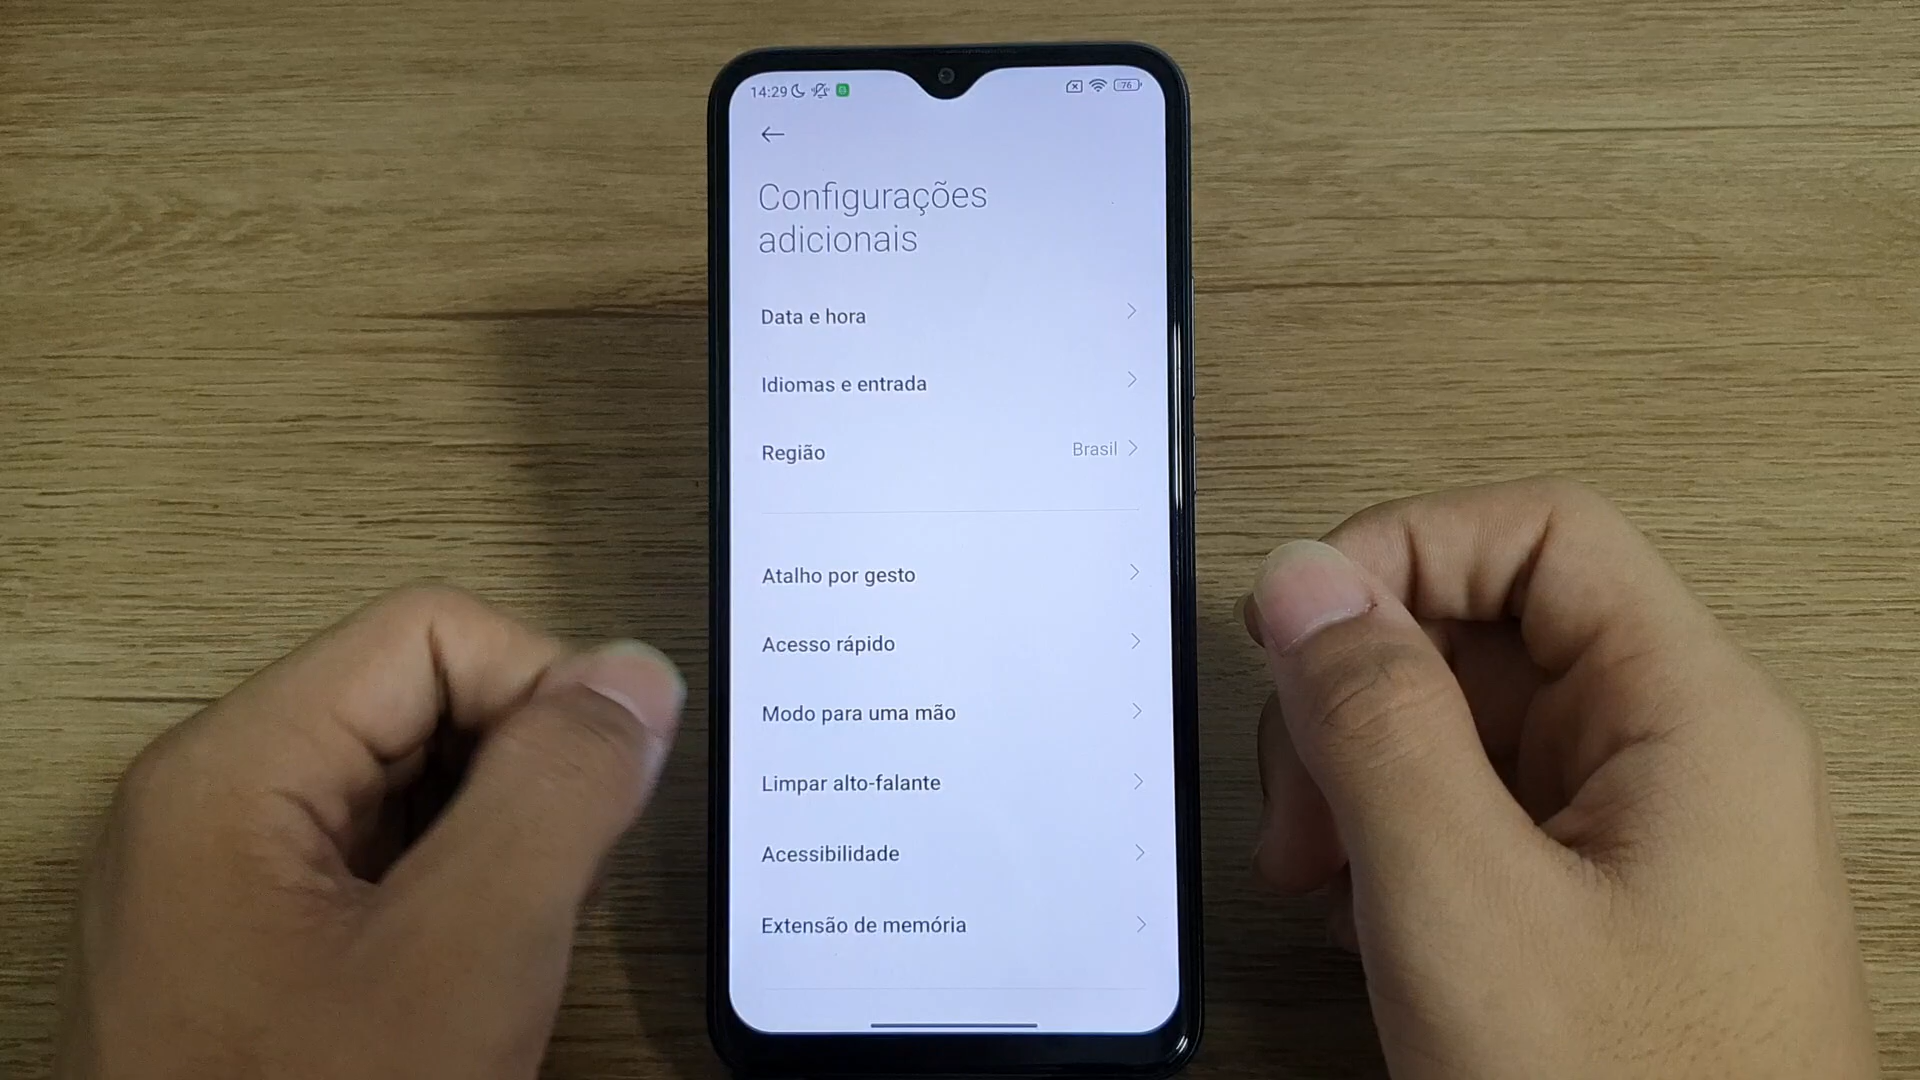 14:29 76
Configurações
adicionais
Data e hora
Idiomas e entrada
Região Brasil
Atalho por gesto
Acesso rápido
Modo para uma mão
Limpar alto-falante
Acessibilidade
Extensão de memória